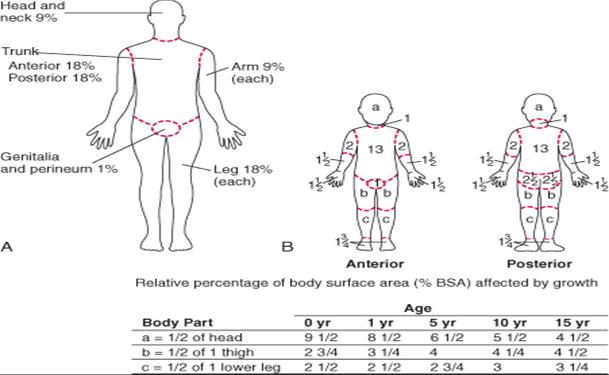 Head and
neck 9%
Trunk
Anterior 18%
Posterior 18%
Arm 9%
(each)
Genitalia
and perineum 1%
Leg 18%
(each)
A
a
1
2
13
2
1½
1½
1½
1½
1
b
b
c
c
1¾
Anterior
a
1
2
13
2
1½
1½
1½
1½
2½
2½
b
b
c
c
1¾
Posterior
B
Relative percentage of body surface area (% BSA) affected by growth
Age
Body Part 0 yr 1 yr 5 yr 10 yr 15 yr
a = 1/2 of head 9 1/2 8 1/2 6 1/2 5 1/2 4 1/2
b = 1/2 of 1 thigh 2 3/4 3 1/4 4 4 1/4 4 1/2
c = 1/2 of 1 lower leg 2 1/2 2 1/2 2 3/4 3 3 1/4